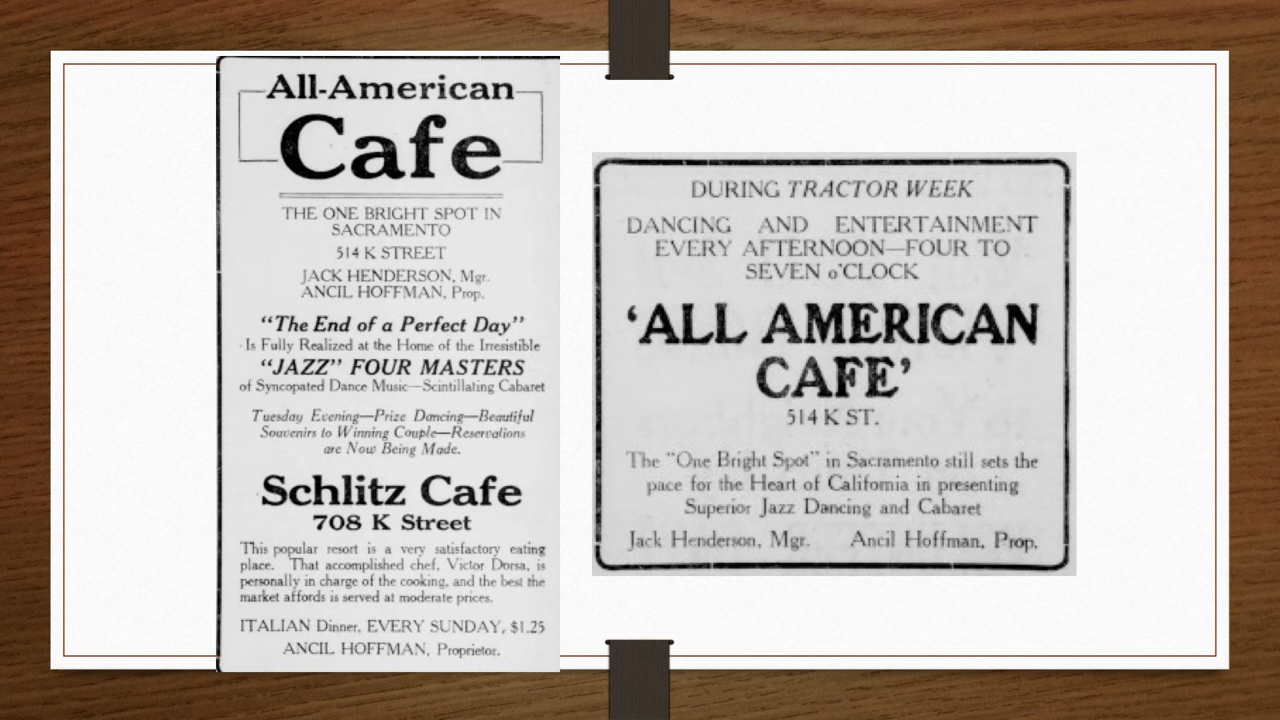 All-American
Cafe
THE ONE BRIGHT SPOT IN
SACRAMENTO
514 K STREET
JACK HENDERSON, Mgr.
ANCIL HOFFMAN, Prop.
"The End of a Perfect Day"
Is Fully Realized at the Home of the Irresistible
"JAZZ" FOUR MASTERS
of Syncopated Dance Music—Scintillating Cabaret
Tuesday Evening—Prize Dancing—Beautiful
Souvenirs to Winning Couple—Reservations
are Now Being Made.
Schlitz Cafe
708 K Street
This popular resort is a very satisfactory eating
place. That accomplished chef, Victor Dorsa, is
personally in charge of the cooking, and the best the
market affords is served at moderate prices.
ITALIAN Dinner, EVERY SUNDAY, $1.25
ANCIL HOFFMAN, Proprietor.
DURING TRACTOR WEEK
DANCING AND ENTERTAINMENT
EVERY AFTERNOON—FOUR TO
SEVEN o'CLOCK
'ALL AMERICAN
CAFE'
514 K ST.
The "One Bright Spot" in Sacramento still sets the
pace for the Heart of California in presenting
Superior Jazz Dancing and Cabaret
Jack Henderson, Mgr. Ancil Hoffman, Prop.